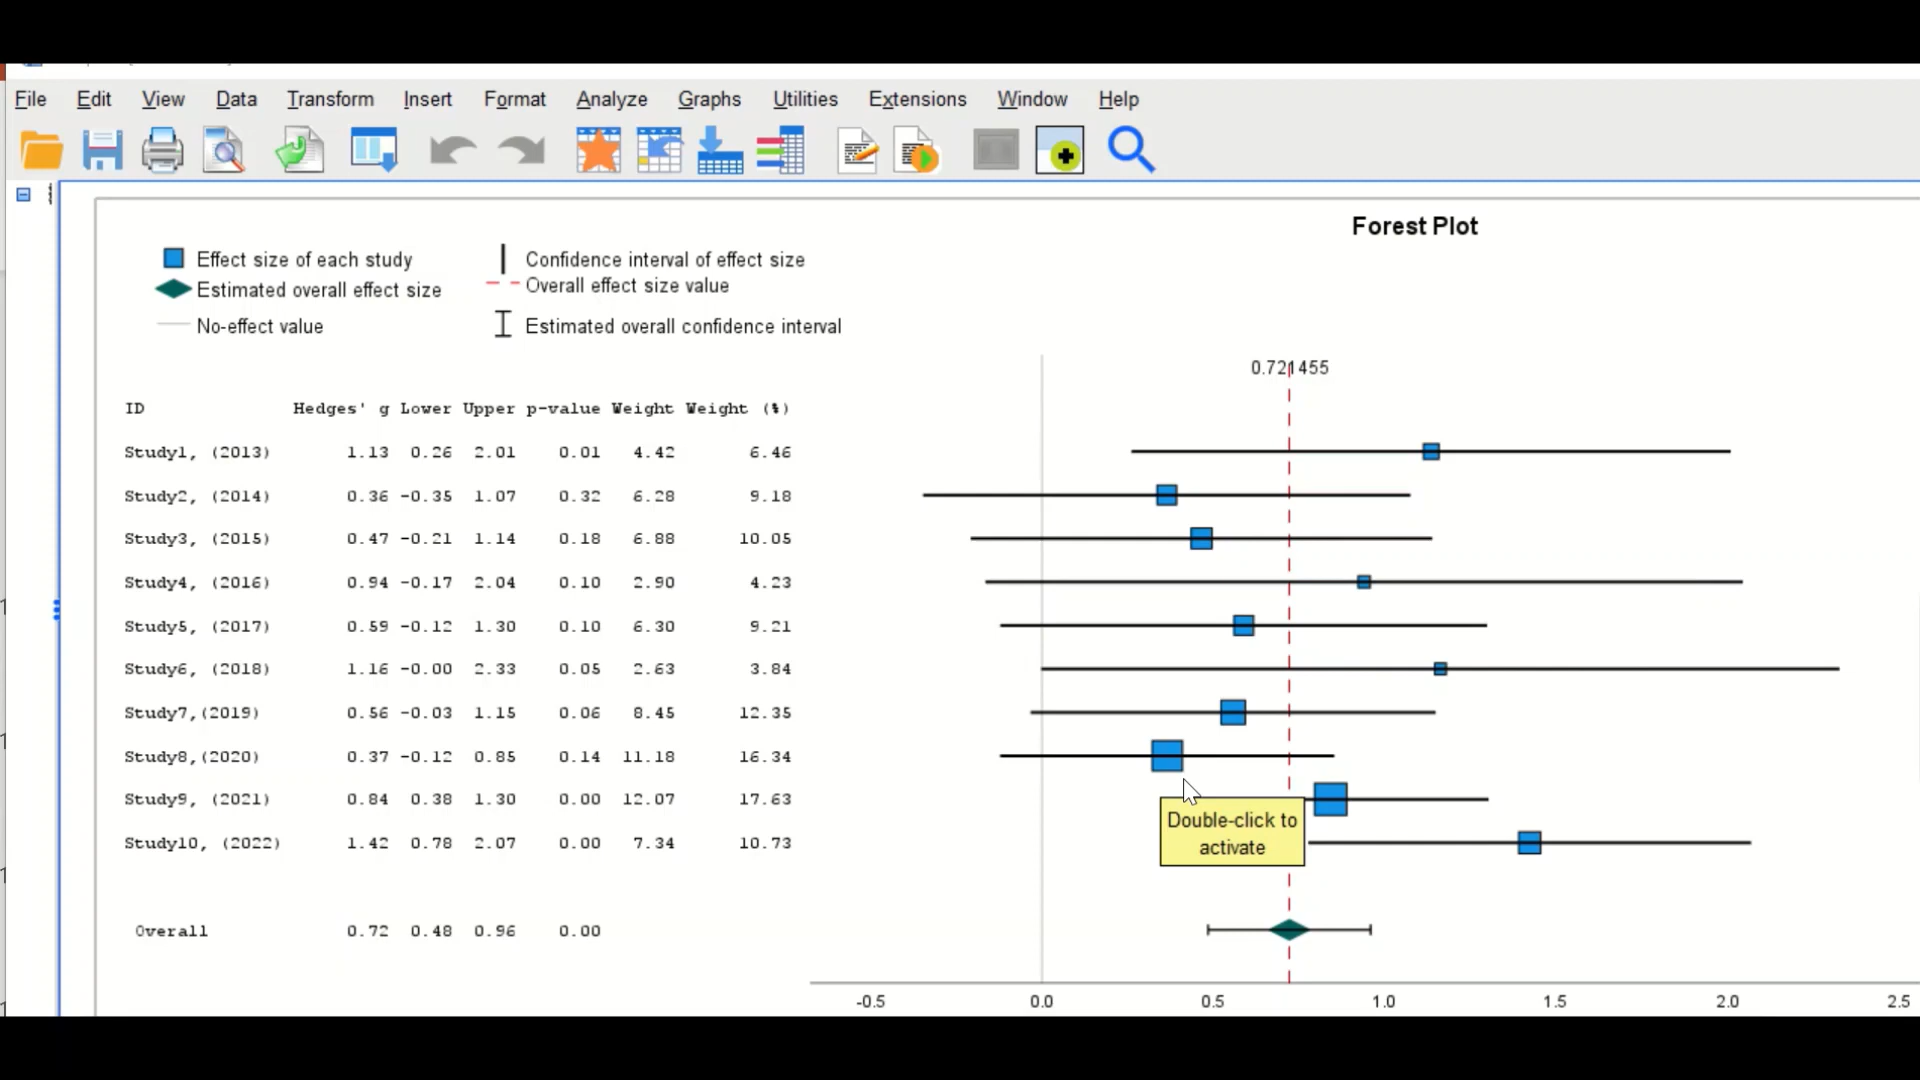 File Edit View Data Transform Insert Format Analyze Graphs Utilities Extensions Window Help
Forest Plot
Effect size of each study
Confidence interval of effect size
Estimated overall effect size
Overall effect size value
No-effect value
Estimated overall confidence interval
0.721455
ID Hedges' g Lower Upper p-value Weight Weight (%)
Study1, (2013) 1.13 0.26 2.01 0.01 4.42 6.46
Study2, (2014) 0.36 -0.35 1.07 0.32 6.28 9.18
Study3, (2015) 0.47 -0.21 1.14 0.18 6.88 10.05
Study4, (2016) 0.94 -0.17 2.04 0.10 2.90 4.23
Study5, (2017) 0.59 -0.12 1.30 0.10 6.30 9.21
Study6, (2018) 1.16 -0.00 2.33 0.05 2.63 3.84
Study7,(2019) 0.56 -0.03 1.15 0.06 8.45 12.35
Study8,(2020) 0.37 -0.12 0.85 0.14 11.18 16.34
Study9, (2021) 0.84 0.38 1.30 0.00 12.07 17.63
Study10, (2022) 1.42 0.78 2.07 0.00 7.34 10.73
Double-click to
activate
Overall 0.72 0.48 0.96 0.00
-0.5 0.0 0.5 1.0 1.5 2.0 2.5